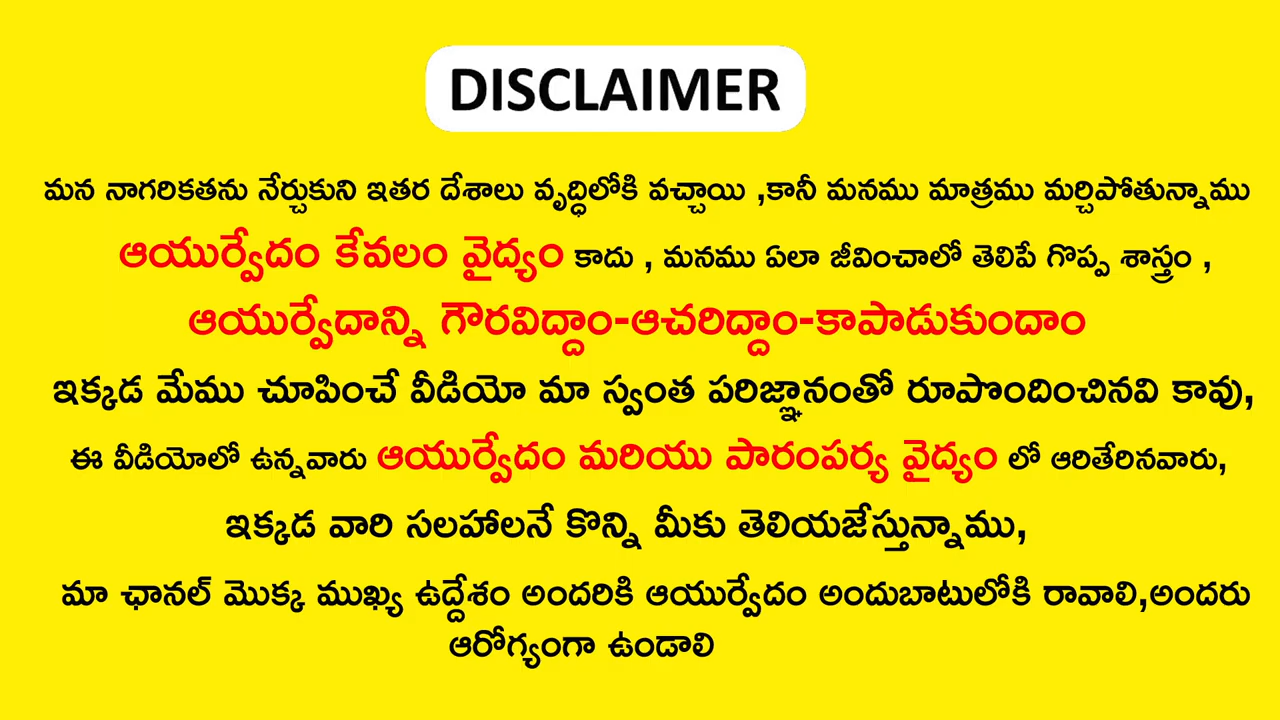 DISCLAIMER
మన నాగరికతను నేర్చుకుని ఇతర దేశాలు వృద్ధిలోకి వచ్చాయి ,కానీ మనము మాత్రము మర్చిపోతున్నాము
ఆయుర్వేదం కేవలం వైద్యం కాదు , మనము ఏలా జీవించాలో తెలిపే గొప్ప శాస్త్రం ,
ఆయుర్వేదాన్ని గౌరవిద్దాం-ఆచరిద్దాం-కాపాడుకుందాం
ఇక్కడ మేము చూపించే వీడియో మా స్వంత పరిజ్ఞానంతో రూపొందించినవి కావు,
ఈ వీడియోలో ఉన్నవారు ఆయుర్వేదం మరియు పారంపర్య వైద్యం లో ఆరితేరినవారు,
ఇక్కడ వారి సలహాలనే కొన్ని మీకు తెలియజేస్తున్నాము,
మా ఛానల్ మొక్క ముఖ్య ఉద్దేశం అందరికి ఆయుర్వేదం అందుబాటులోకి రావాలి,అందరు
ఆరోగ్యంగా ఉండాలి